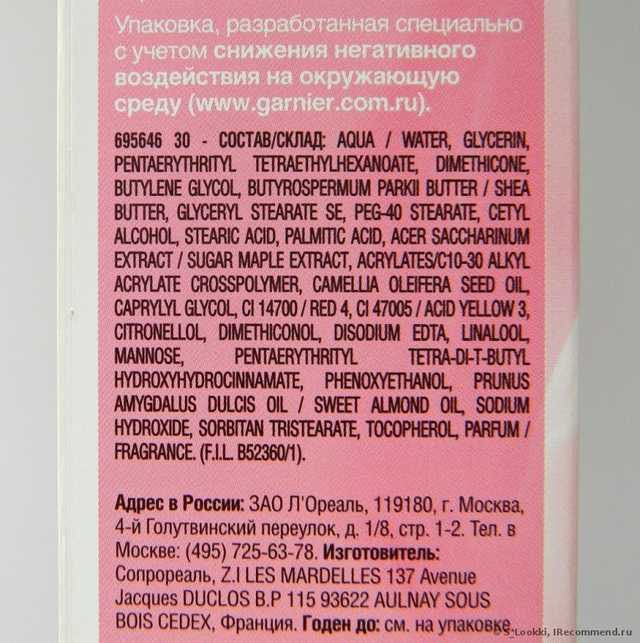 Упаковка, разработанная специально
с учетом снижения негативного
воздействия на окружающую
среду (www.garnier.com.ru).
695646 30 - СОСТАВ/СКЛАД: AQUA / WATER, GLYCERIN,
PENTAERYTHRITYL TETRAETHYLHEXANOATE, DIMETHICONE,
BUTYLENE GLYCOL, BUTYROSPERMUM PARKII BUTTER / SHEA
BUTTER, GLYCERYL STEARATE SE, PEG-40 STEARATE, CETYL
ALCOHOL, STEARIC ACID, PALMITIC ACID, ACER SACCHARINUM
EXTRACT / SUGAR MAPLE EXTRACT, ACRYLATES/C10-30 ALKYL
ACRYLATE CROSSPOLYMER, CAMELLIA OLEIFERA SEED OIL,
CAPRYLYL GLYCOL, CI 14700 / RED 4, CI 47005 / ACID YELLOW 3,
CITRONELLOL, DIMETHICONOL, DISODIUM EDTA, LINALOOL,
MANNOSE, PENTAERYTHRITYL TETRA-DI-T-BUTYL
HYDROXYHYDROCINNAMATE, PHENOXYETHANOL, PRUNUS
AMYGDALUS DULCIS OIL / SWEET ALMOND OIL, SODIUM
HYDROXIDE, SORBITAN TRISTEARATE, TOCOPHEROL, PARFUM /
FRAGRANCE. (F.I.L. B52360/1).
Адрес в России: ЗАО Л'Ореаль, 119180, г. Москва,
4-й Голутвинский переулок, д. 1/8, стр. 1-2. Тел. в
Москве: (495) 725-63-78. Изготовитель:
Сопрореаль, Z.I LES MARDELLES 137 Avenue
Jacques DUCLOS B.P 115 93622 AULNAY SOUS
BOIS CEDEX, Франция. Годен до: см. на упаковке.
© S_Lookki, IRecommend.ru